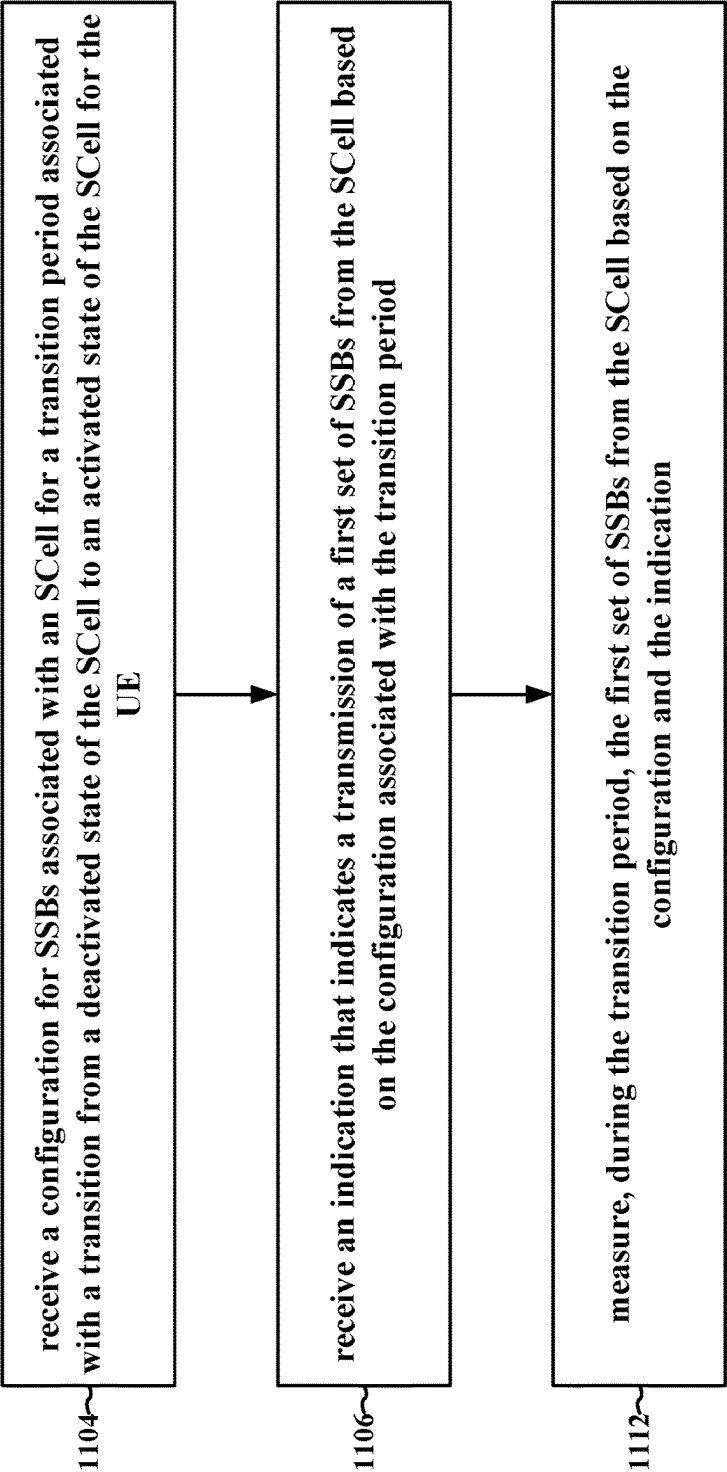 1104
receive a configuration for SSBs associated with an SCell for a transition period associated
with a transition from a deactivated state of the SCell to an activated state of the SCell for the
UE
1106
receive an indication that indicates a transmission of a first set of SSBs from the SCell based
on the configuration associated with the transition period
1112
measure, during the transition period, the first set of SSBs from the SCell based on the
configuration and the indication